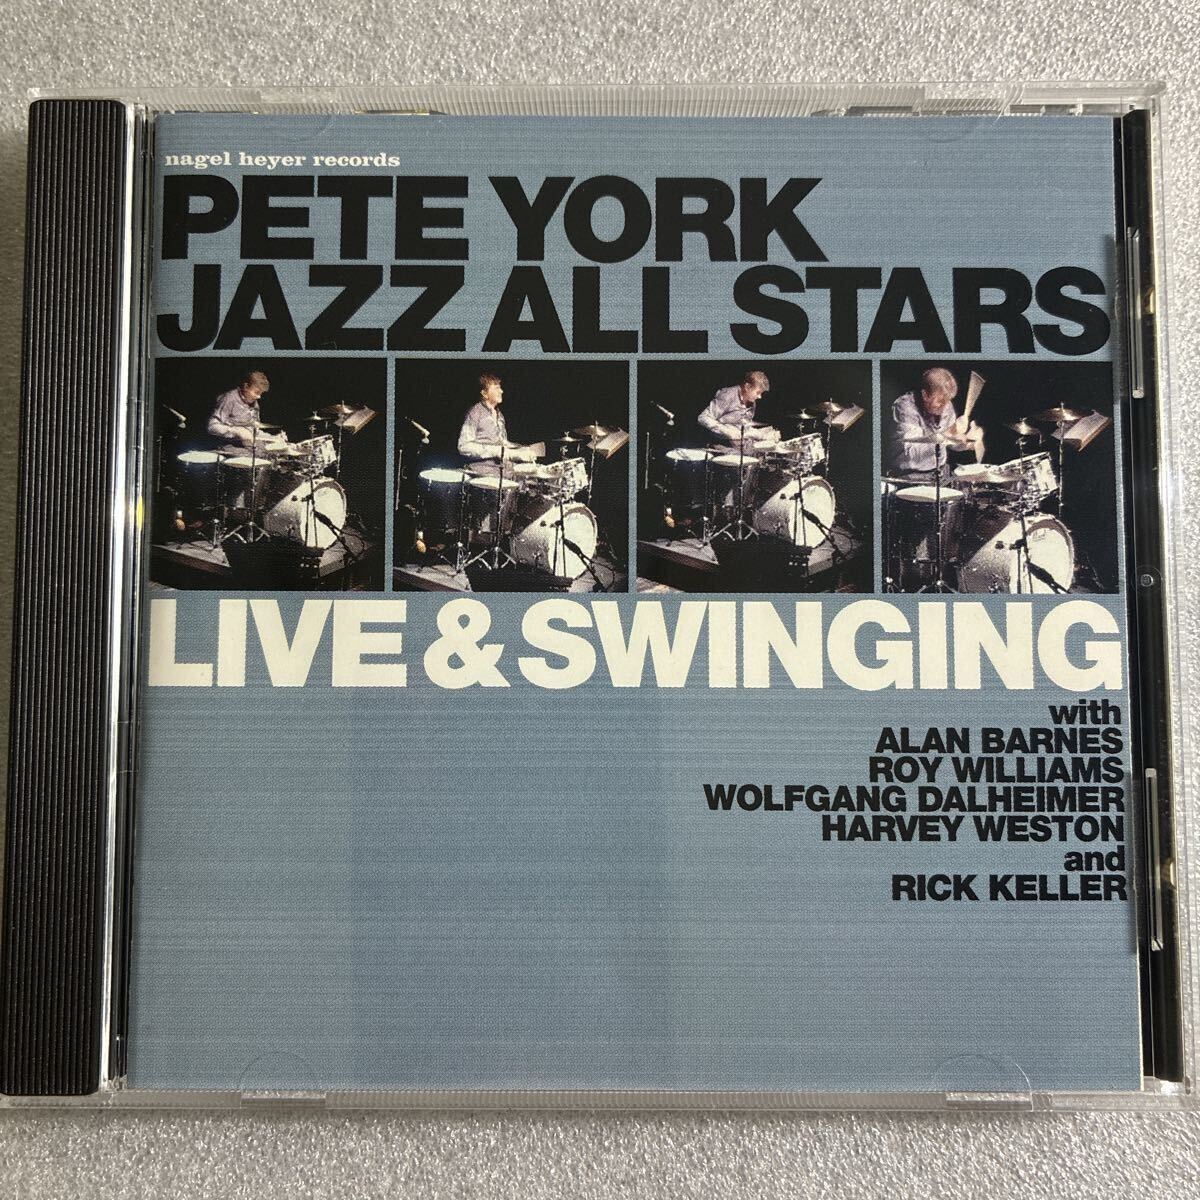 nagel heyer records
PETE YORK
JAZZ ALL STARS
LIVE & SWINGING
with
ALAN BARNES
ROY WILLIAMS
WOLFGANG DALHEIMER
HARVEY WESTON
and
RICK KELLER